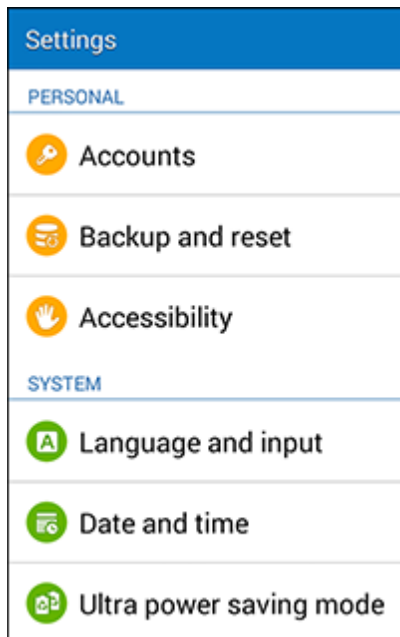 Settings
PERSONAL
Accounts
Backup and reset
Accessibility
SYSTEM
A Language and input
Date and time
Ultra power saving mode